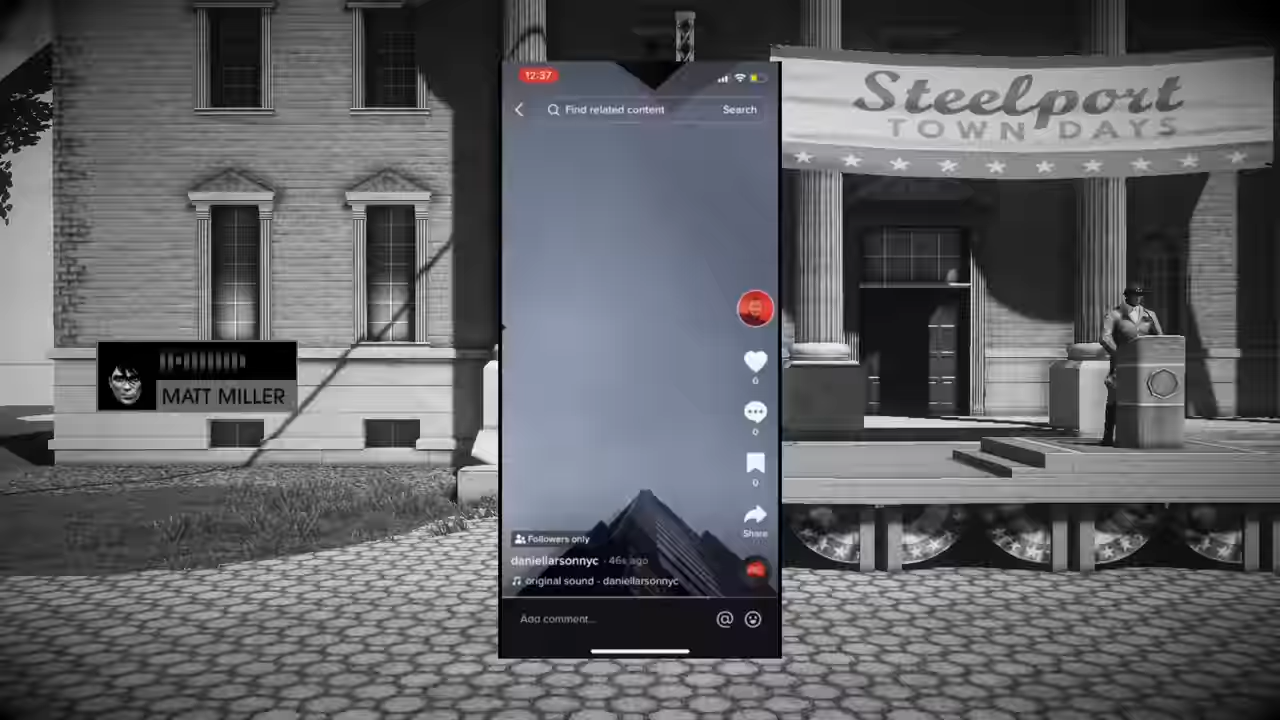 12:37
Find related content Search
Steelport
TOWN DAYS
0
MATT MILLER
0
0
Share
Followers only
daniellarsonnyc · 46s ago
original sound - daniellarsonnyc
Add comment...